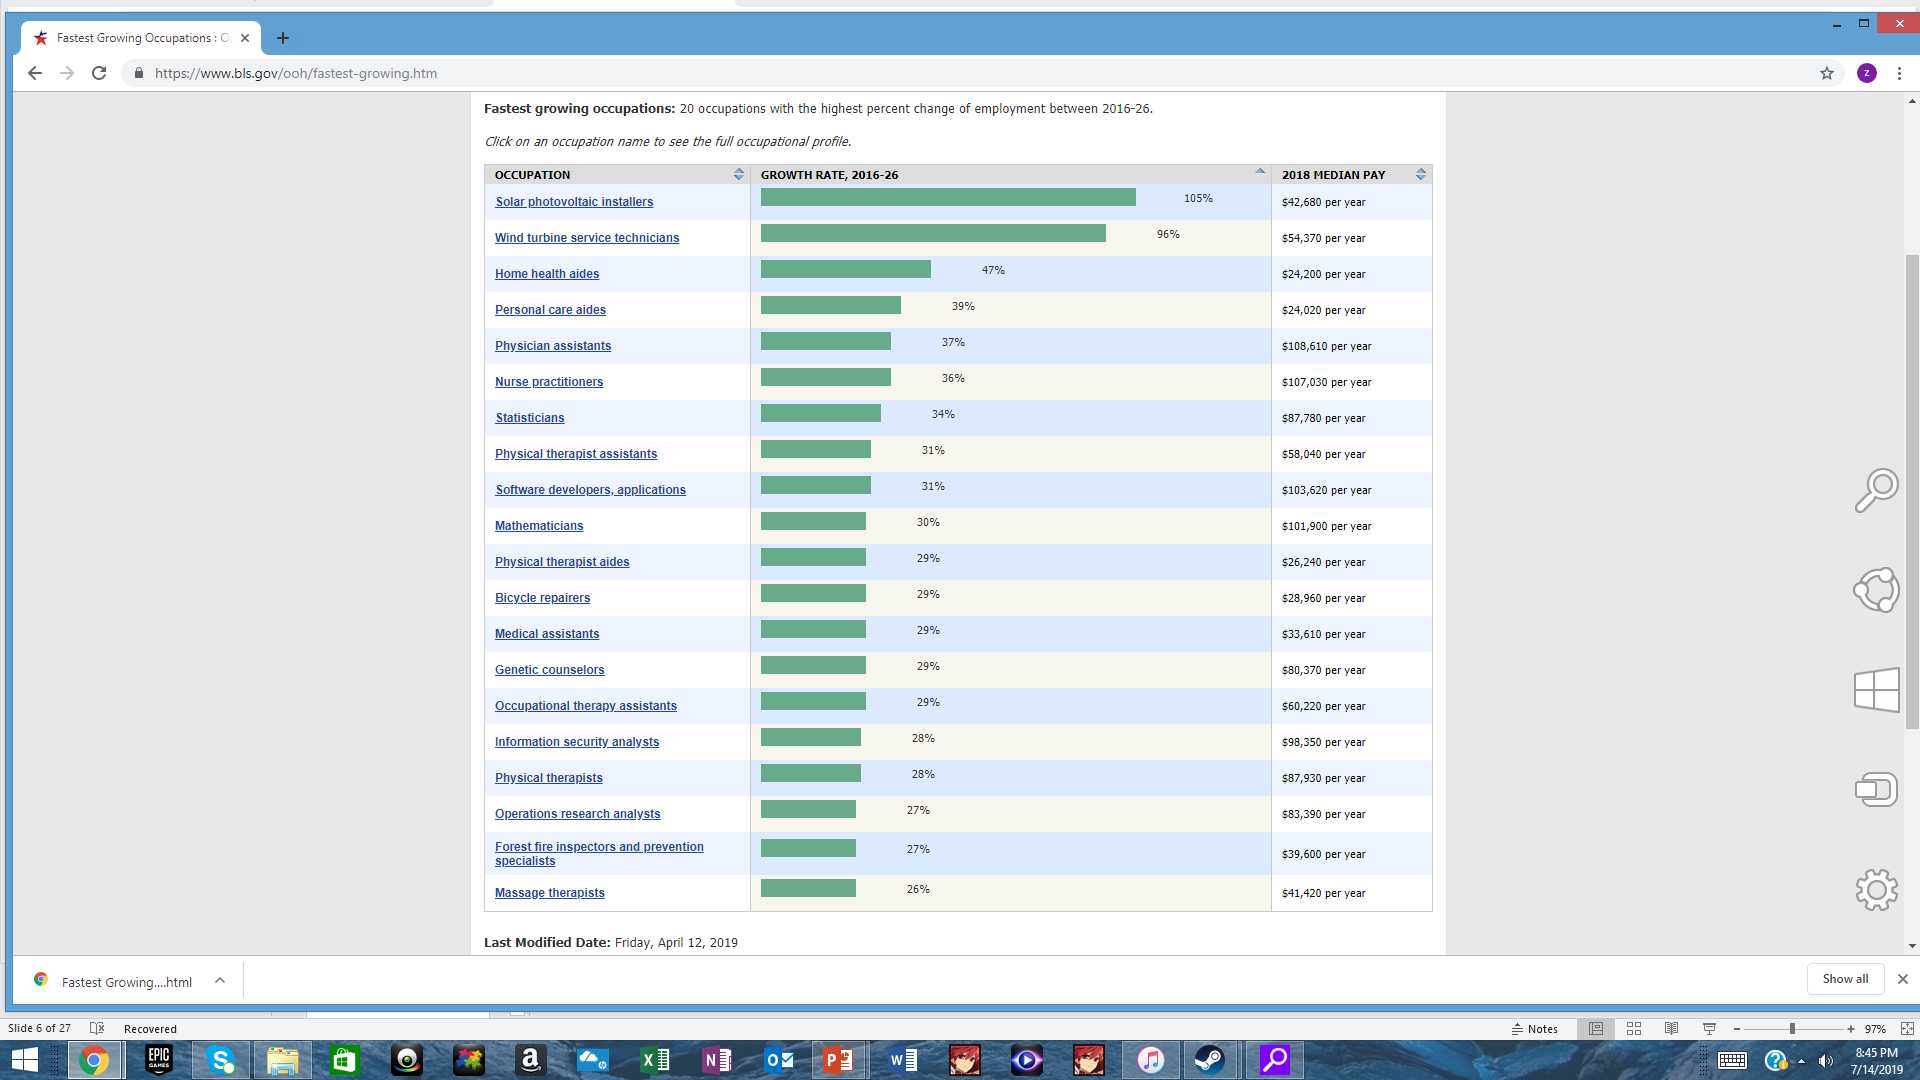 Fastest Growing Occupations : O
https://www.bls.gov/ooh/fastest-growing.htm
z
Fastest growing occupations: 20 occupations with the highest percent change of employment between 2016-26.
Click on an occupation name to see the full occupational profile.
OCCUPATION GROWTH RATE, 2016-26 2018 MEDIAN PAY
Solar photovoltaic installers 105% $42,680 per year
Wind turbine service technicians 96% $54,370 per year
Home health aides 47% $24,200 per year
Personal care aides 39% $24,020 per year
Physician assistants 37% $108,610 per year
Nurse practitioners 36% $107,030 per year
Statisticians 34% $87,780 per year
Physical therapist assistants 31% $58,040 per year
Software developers, applications 31% $103,620 per year
Mathematicians 30% $101,900 per year
Physical therapist aides 29% $26,240 per year
Bicycle repairers 29% $28,960 per year
Medical assistants 29% $33,610 per year
Genetic counselors 29% $80,370 per year
Occupational therapy assistants 29% $60,220 per year
Information security analysts 28% $98,350 per year
Physical therapists 28% $87,930 per year
Operations research analysts 27% $83,390 per year
Forest fire inspectors and prevention
specialists 27% $39,600 per year
Massage therapists 26% $41,420 per year
Last Modified Date: Friday, April 12, 2019
Fastest Growing....html
Show all
Slide 6 of 27 Recovered Notes 97%
EPIC GAMES
8:45 PM
7/14/2019